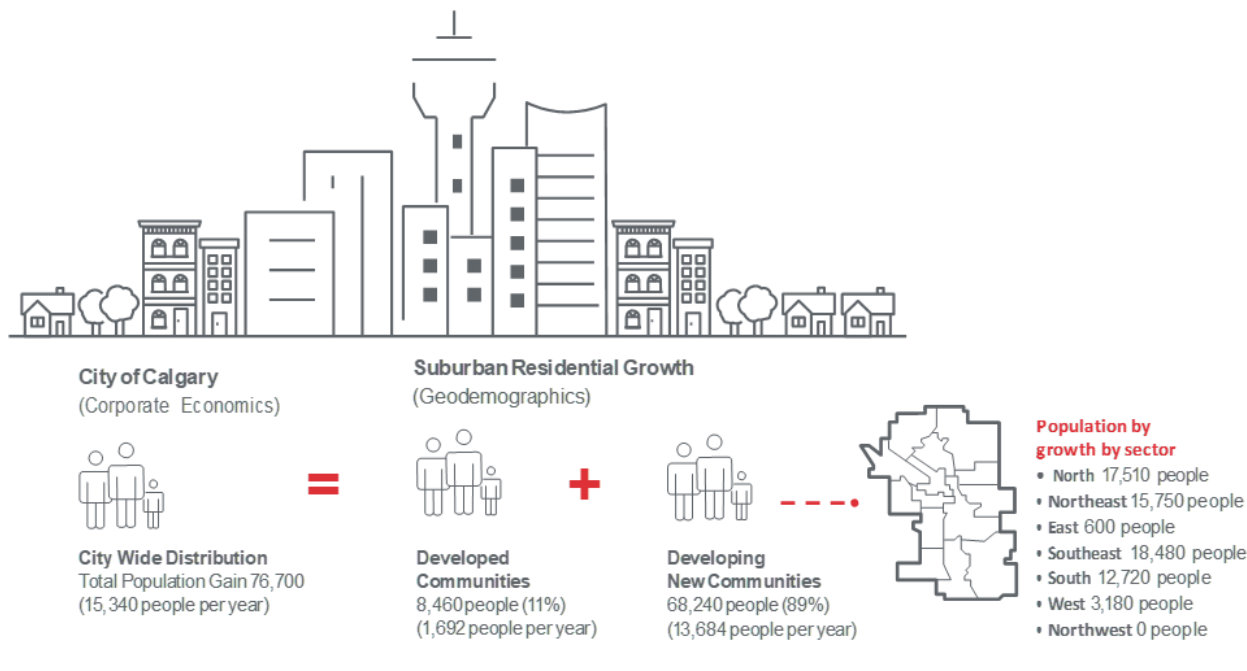 City of Calgary
(Corporate Economics)
Suburban Residential Growth
(Geodemographics)
=
+
City Wide Distribution
Total Population Gain 76,700
(15,340 people per year)
Developed
Communities
8,460 people (11%)
(1,692 people per year)
Developing
New Communities
68,240 people (89%)
(13,684 people per year)
Population by
growth by sector
• North 17,510 people
• Northeast 15,750 people
• East 600 people
• Southeast 18,480 people
• South 12,720 people
• West 3,180 people
• Northwest 0 people